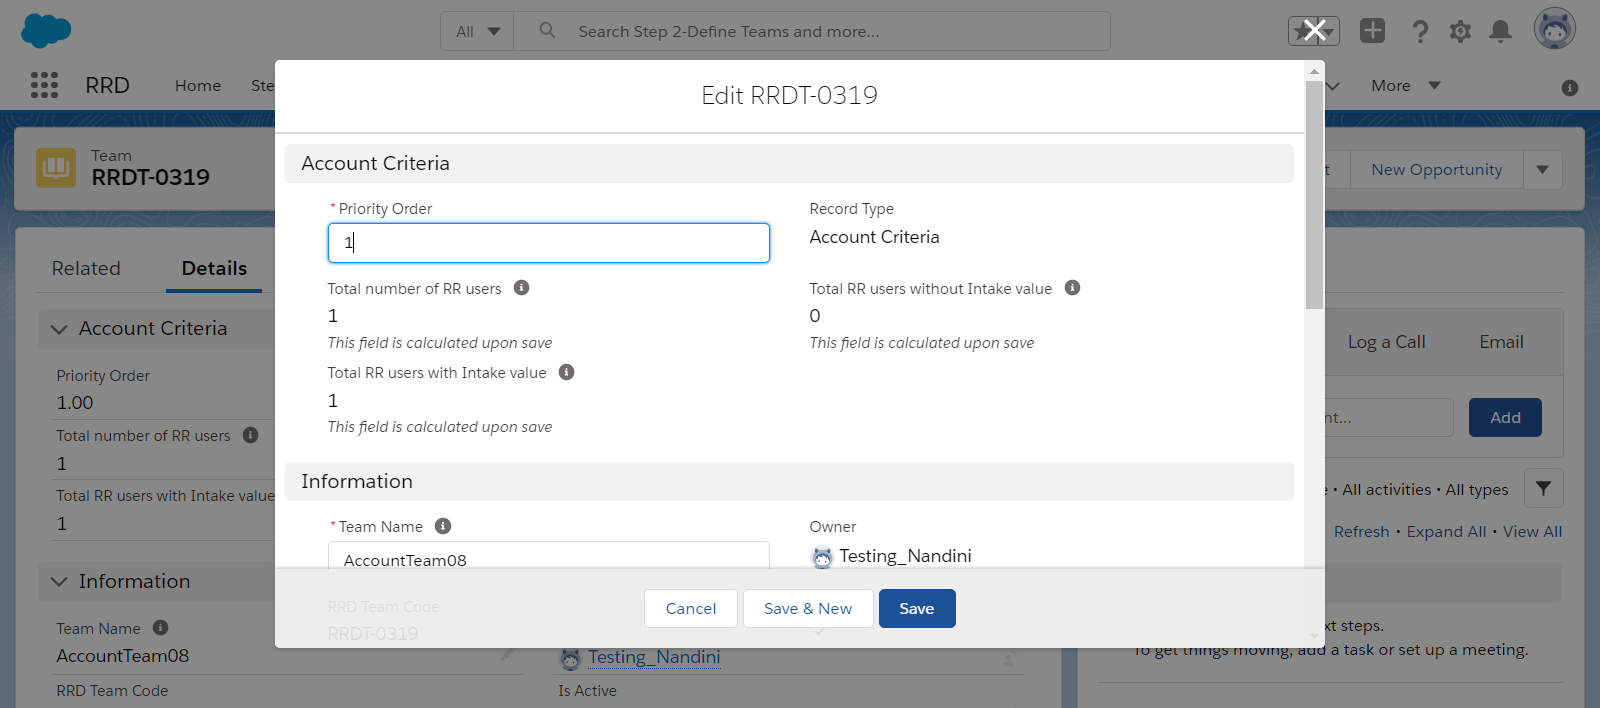 All
Search Step 2-Define Teams and more...
RRD
Home
Ste
More
Edit RRDT-0319
Team
RRDT-0319
t
New Opportunity
Related
Details
Account Criteria
Priority Order
1.00
Total number of RR users
1
Total RR users with Intake value
1
Information
Team Name
AccountTeam08
RRD Team Code
Account Criteria
*Priority Order
1
Record Type
Account Criteria
Total number of RR users
1
This field is calculated upon save
Total RR users without Intake value
0
This field is calculated upon save
Total RR users with Intake value
1
This field is calculated upon save
Information
*Team Name
AccountTeam08
Owner
Testing_Nandini
RRD Team Code
RRDT-0319
Cancel
Save & New
Save
Testing_Nandini
Is Active
Log a Call
Email
nt...
Add
• All activities • All types
Refresh • Expand All • View All
xt steps.
To get things moving, add a task or set up a meeting.